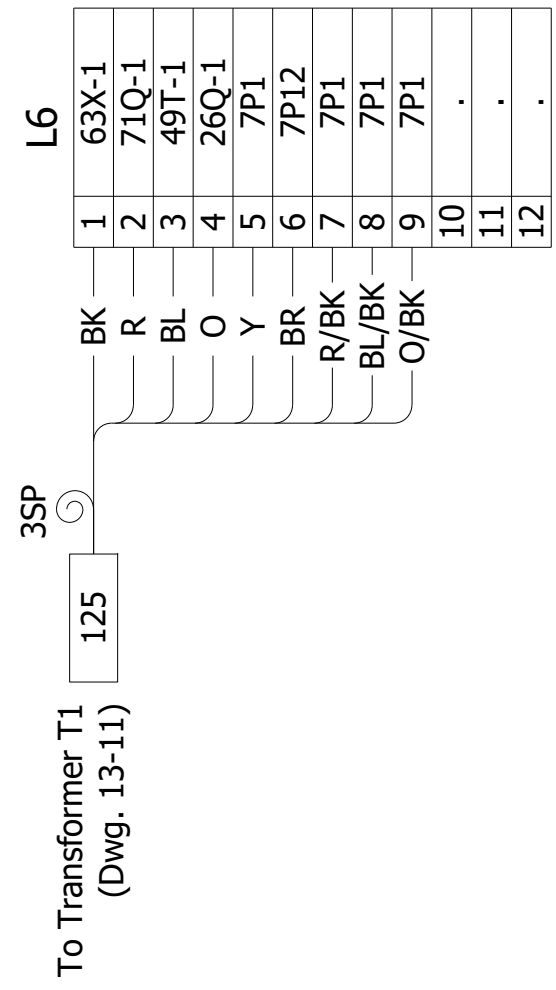 L6
1 63X-1
2 71Q-1
3 49T-1
4 26Q-1
5 7P1
6 7P12
7 7P1
8 7P1
9 7P1
10 .
11 .
12 .
BK
R
BL
O
Y
BR
R/BK
BL/BK
O/BK
3SP
125
To Transformer T1
(Dwg. 13-11)